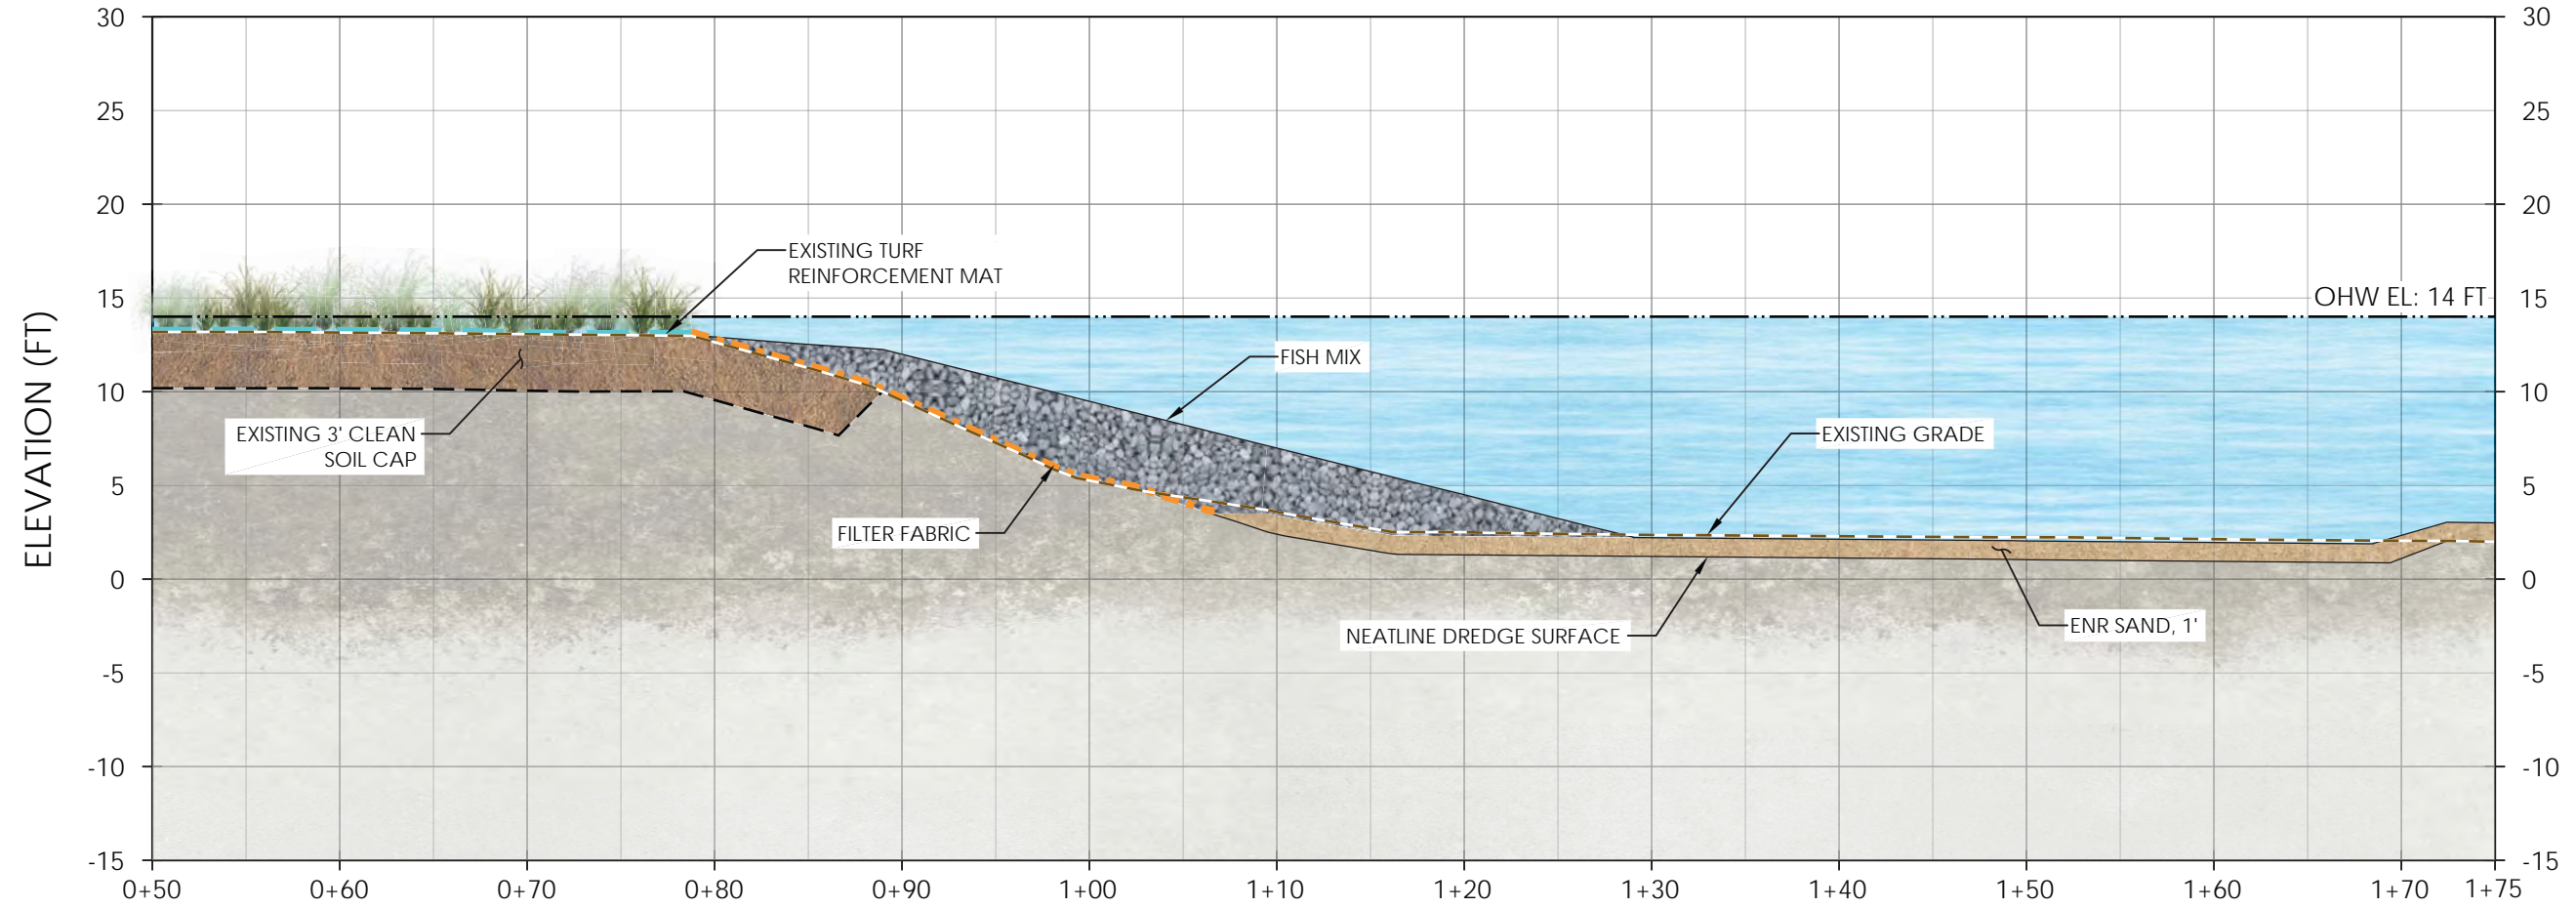 30
30
25
25
20
20
EXISTING TURF
REINFORCEMENT MAT
15
OHW EL: 14 FT
15
FISH MIX
10
10
EXISTING 3' CLEAN
SOIL CAP
EXISTING GRADE
ELEVATION (FT)
5
5
FILTER FABRIC
0
0
ENR SAND, 1'
NEATLINE DREDGE SURFACE
-5
-5
-10
-10
-15
-15
0+50 0+60 0+70 0+80 0+90 1+00 1+10 1+20 1+30 1+40 1+50 1+60 1+70 1+75